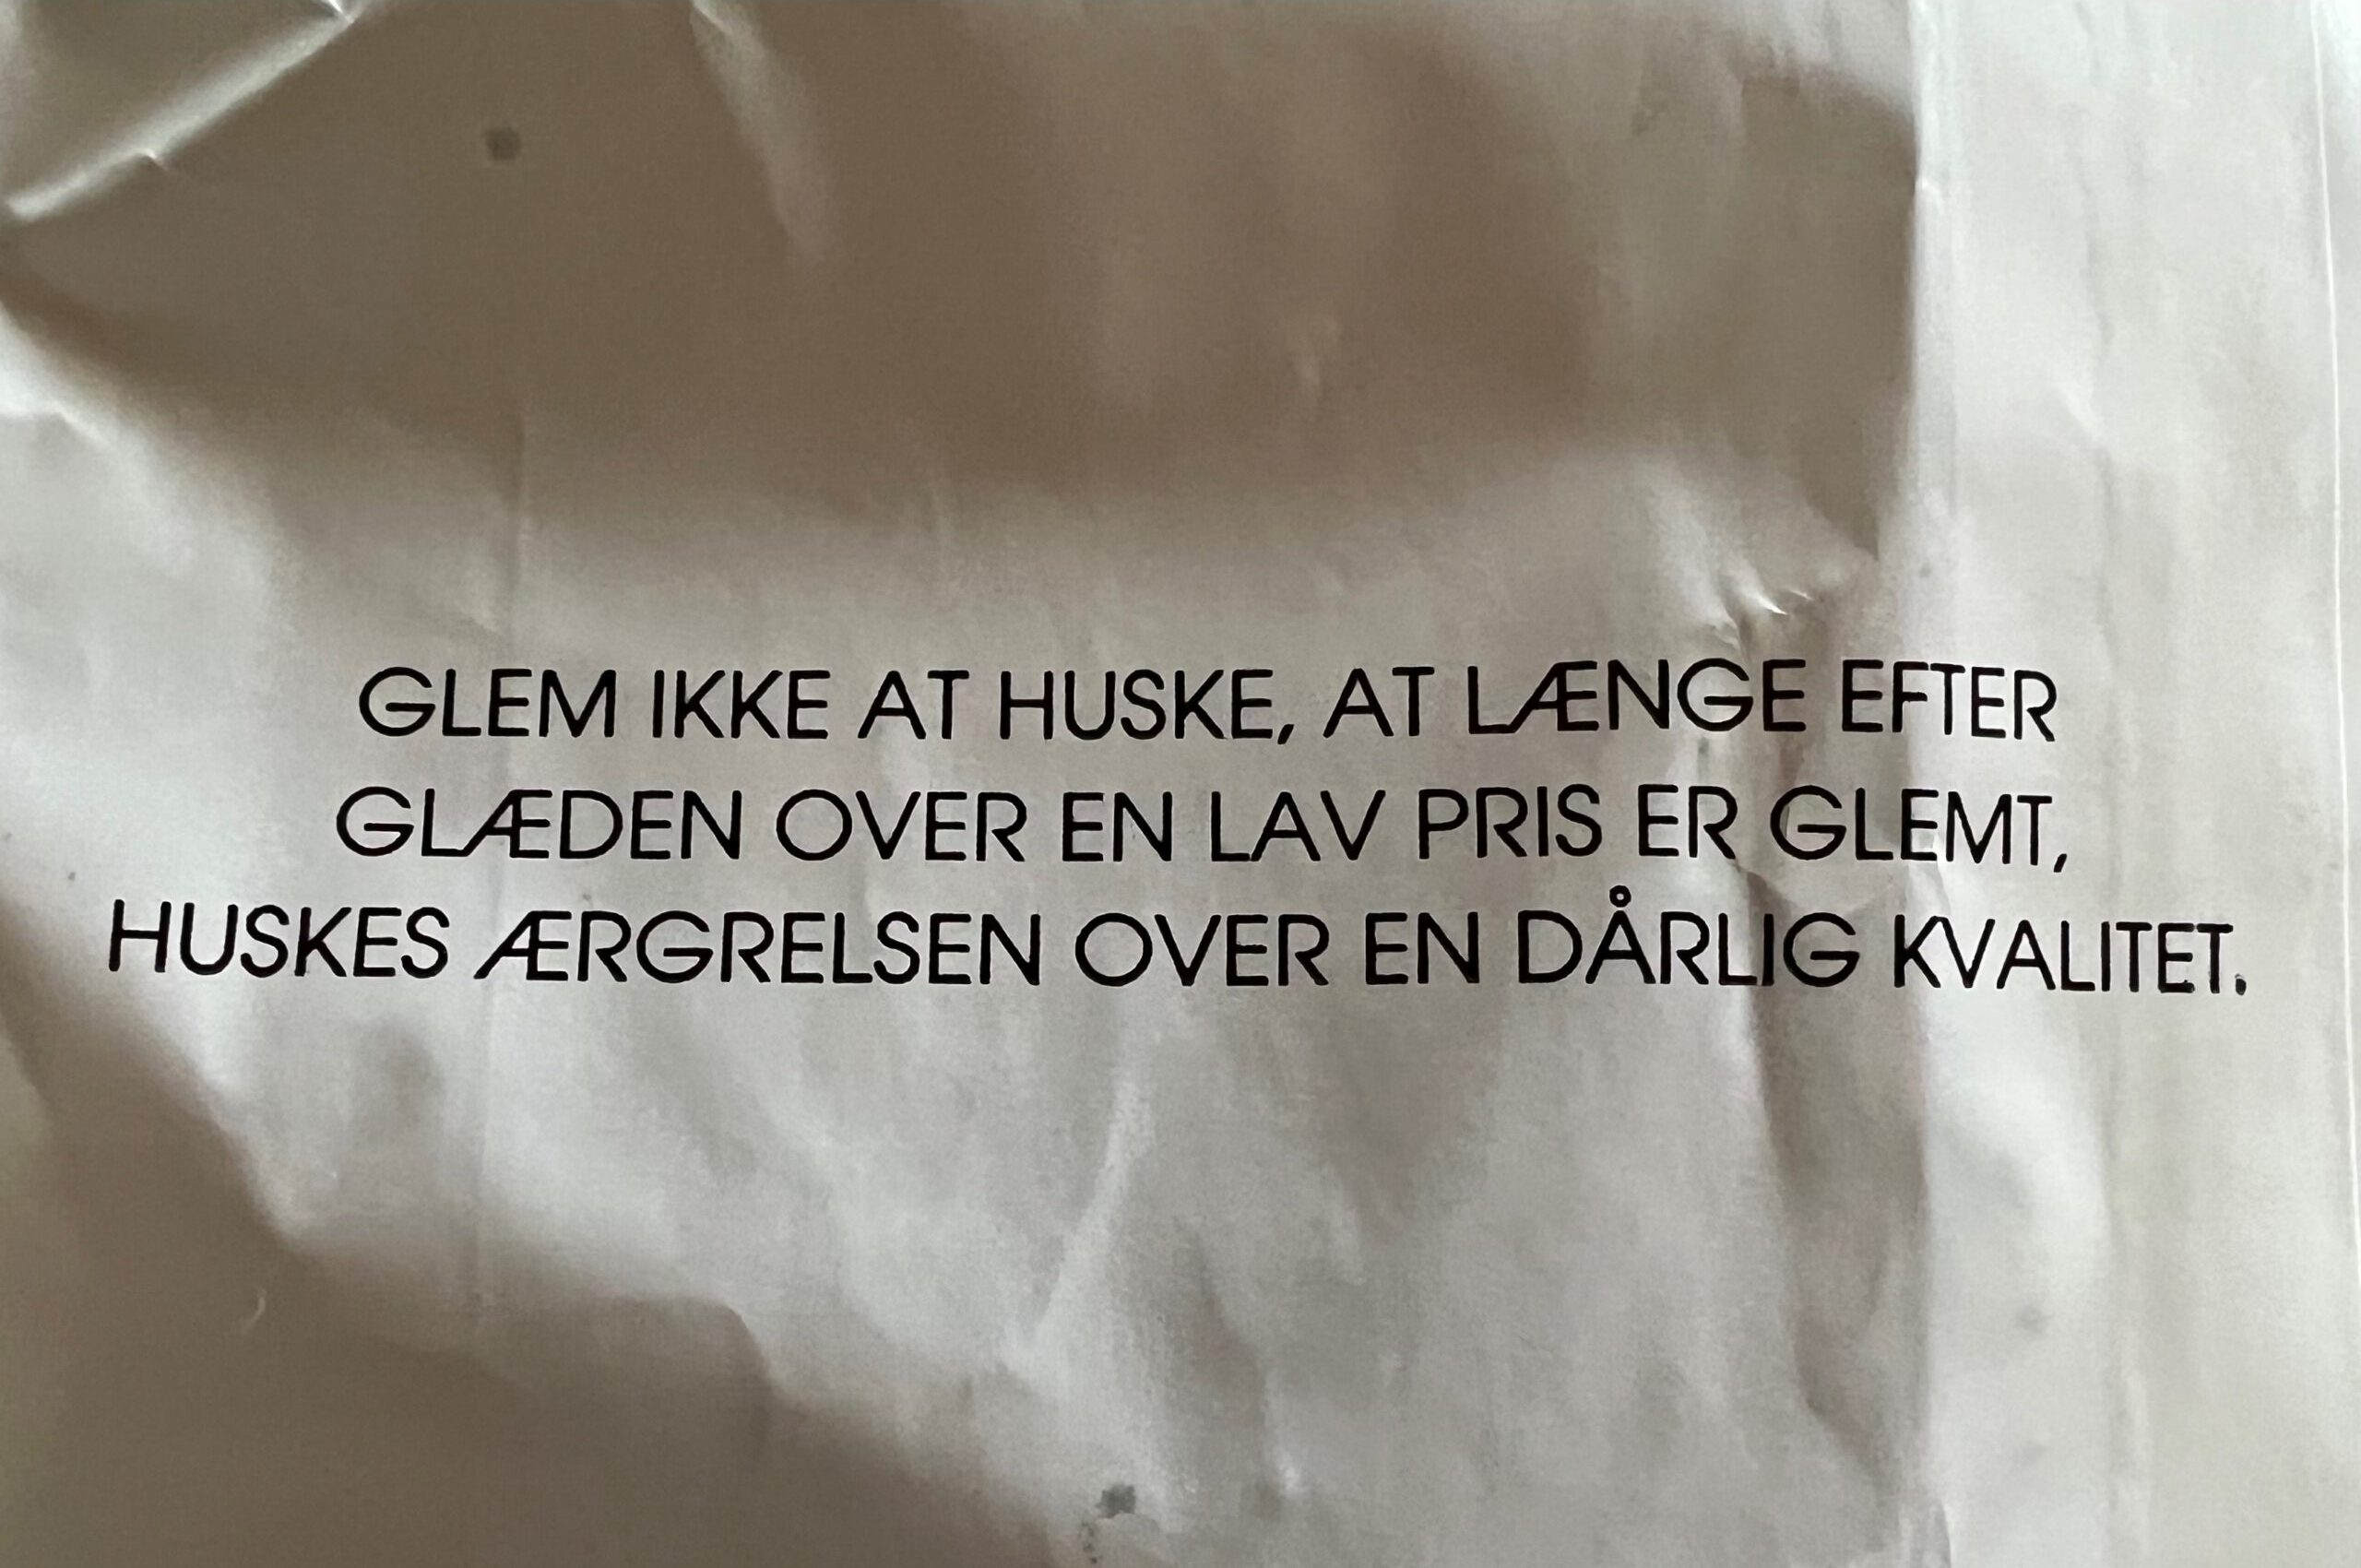 GLEM IKKE AT HUSKE, AT LÆNGE EFTER
GLÆDEN OVER EN LAV PRIS ER GLEMT,
HUSKES ÆRGRELSEN OVER EN DÅRLIG KVALITET.